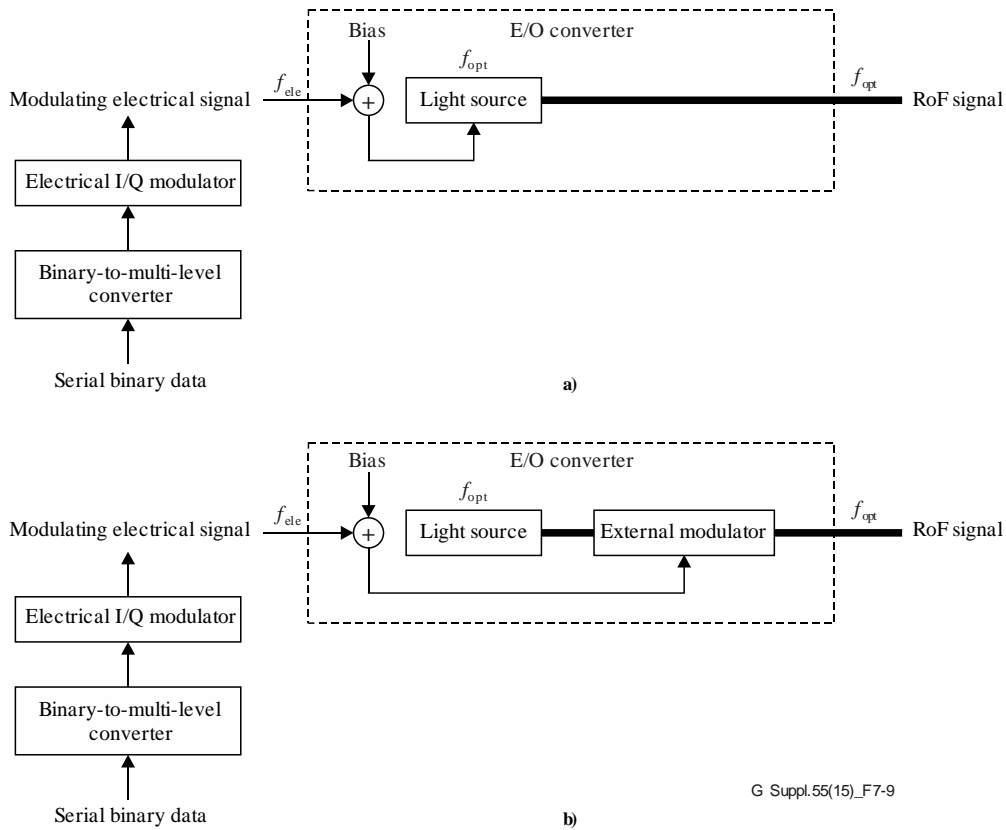 Bias
E/O converter
f_opt
f_ele
f_opt
Modulating electrical signal
+
Light source
RoF signal
Electrical I/Q modulator
Binary-to-multi-level
converter
Serial binary data
a)
Bias
E/O converter
f_opt
f_ele
f_opt
Modulating electrical signal
+
Light source
External modulator
RoF signal
Electrical I/Q modulator
Binary-to-multi-level
converter
G Suppl.55(15)_F7-9
Serial binary data
b)